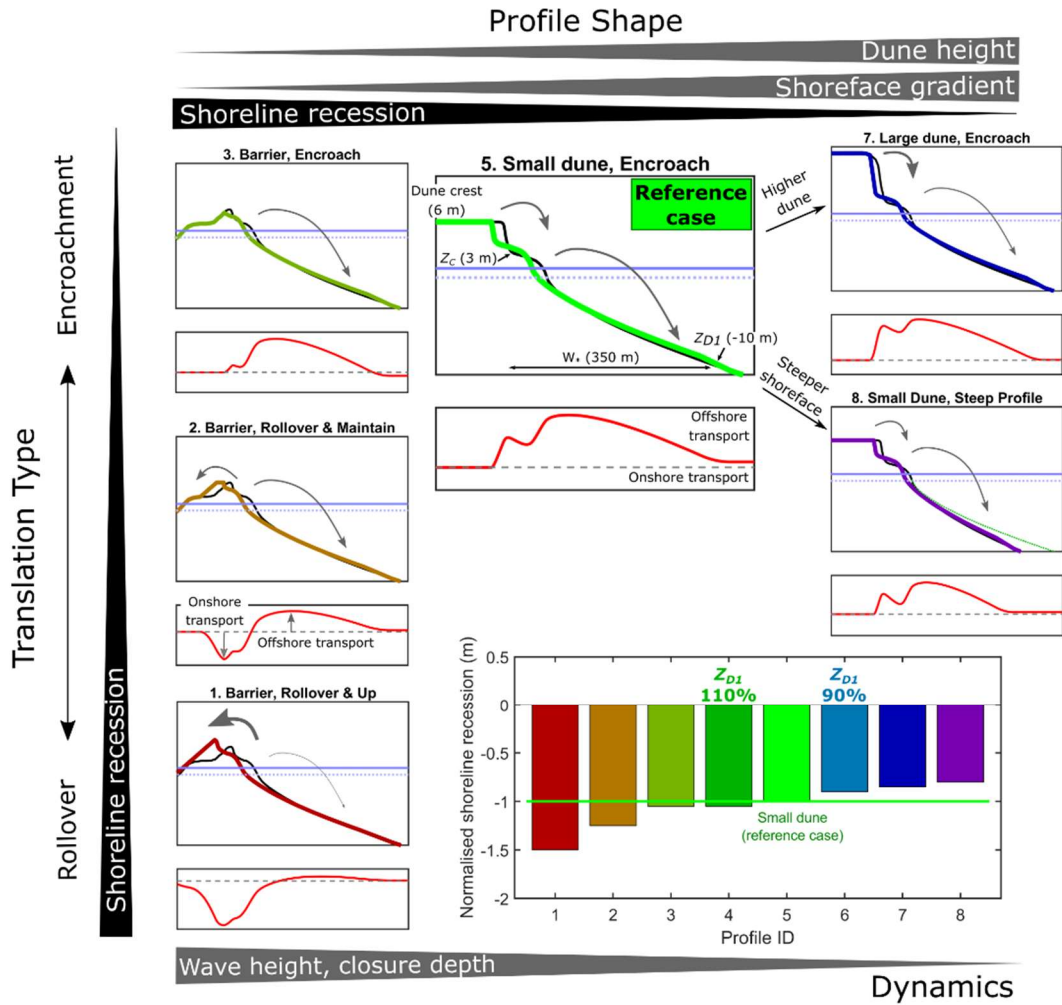 Profile Shape
Dune height
Shoreface gradient
Shoreline recession
Translation Type
Encroachment
Rollover
Shoreline recession
3. Barrier, Encroach
5. Small dune, Encroach
Reference
case
Dune crest
(6 m)
ZC (3 m)
ZD1 (-10 m)
W* (350 m)
Offshore
transport
Onshore transport
Higher
dune
Steeper
shoreface
7. Large dune, Encroach
8. Small Dune, Steep Profile
2. Barrier, Rollover & Maintain
Onshore
transport
Offshore transport
1. Barrier, Rollover & Up
Normalised shoreline recession (m)
0.5
0
-0.5
-1
-1.5
-2
ZD1
110%
ZD1
90%
Small dune
(reference case)
1 2 3 4 5 6 7 8
Profile ID
Wave height, closure depth
Dynamics